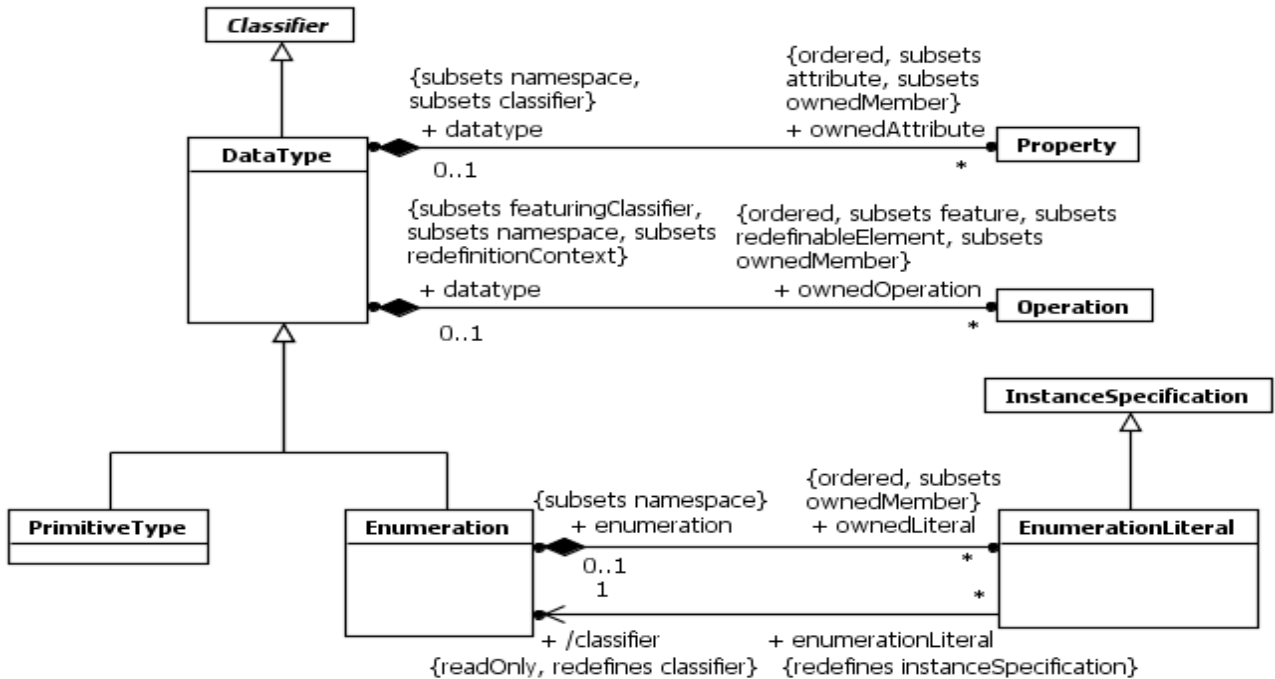 Classifier
{subsets namespace,
subsets classifier}
+ datatype
0..1
{ordered, subsets
attribute, subsets
ownedMember}
+ ownedAttribute
*
DataType
Property
{subsets featuringClassifier,
subsets namespace, subsets
redefinitionContext}
+ datatype
0..1
{ordered, subsets feature, subsets
redefinableElement, subsets
ownedMember}
+ ownedOperation
*
Operation
InstanceSpecification
PrimitiveType
Enumeration
{subsets namespace}
+ enumeration
0..1
{ordered, subsets
ownedMember}
+ ownedLiteral
*
EnumerationLiteral
1
*
+ /classifier
{readOnly, redefines classifier}
+ enumerationLiteral
{redefines instanceSpecification}